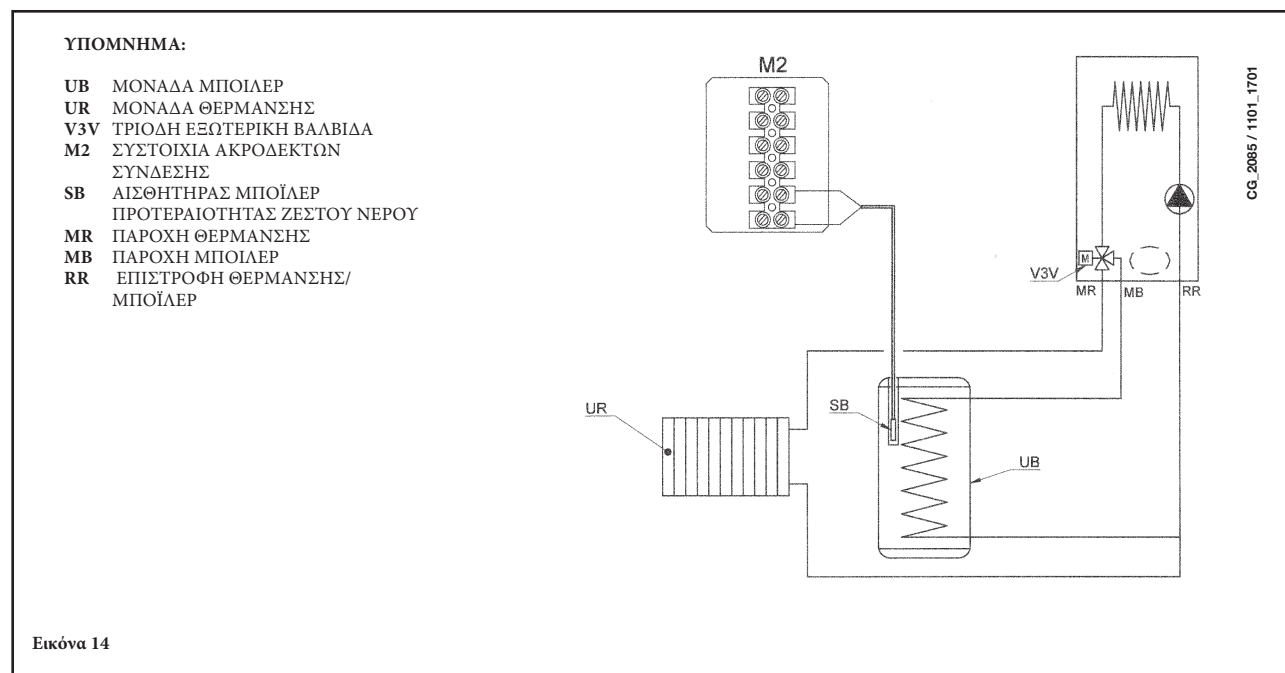 ΥΠΟΜΝΗΜΑ:
UB ΜΟΝΑΔΑ ΜΠΟΙΛΕΡ
UR ΜΟΝΑΔΑ ΘΕΡΜΑΝΣΗΣ
V3V ΤΡΙΟΔΗ ΕΞΩΤΕΡΙΚΗ ΒΑΛΒΙΔΑ
M2 ΣΥΣΤΟΙΧΙΑ ΑΚΡΟΔΕΚΤΩΝ
ΣΥΝΔΕΣΗΣ
SB ΑΙΣΘΗΤΗΡΑΣ ΜΠΟΪΛΕΡ
ΠΡΟΤΕΡΑΙΟΤΗΤΑΣ ΖΕΣΤΟΥ ΝΕΡΟΥ
MR ΠΑΡΟΧΗ ΘΕΡΜΑΝΣΗΣ
MB ΠΑΡΟΧΗ ΜΠΟΙΛΕΡ
RR ΕΠΙΣΤΡΟΦΗ ΘΕΡΜΑΝΣΗΣ/
ΜΠΟΪΛΕΡ
M2
CG_2085 / 1101_1701
M
V3V
MR
MB
RR
UR
SB
UB
Εικόνα 14